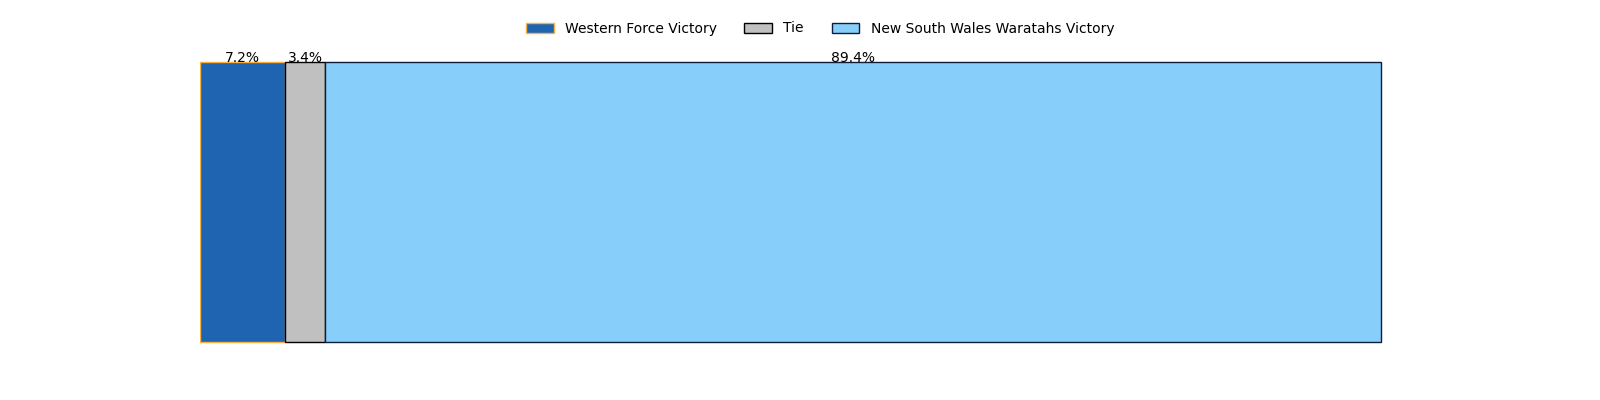 Western Force Victory Tie New South Wales Waratahs Victory
7.2% 3.4% 89.4%